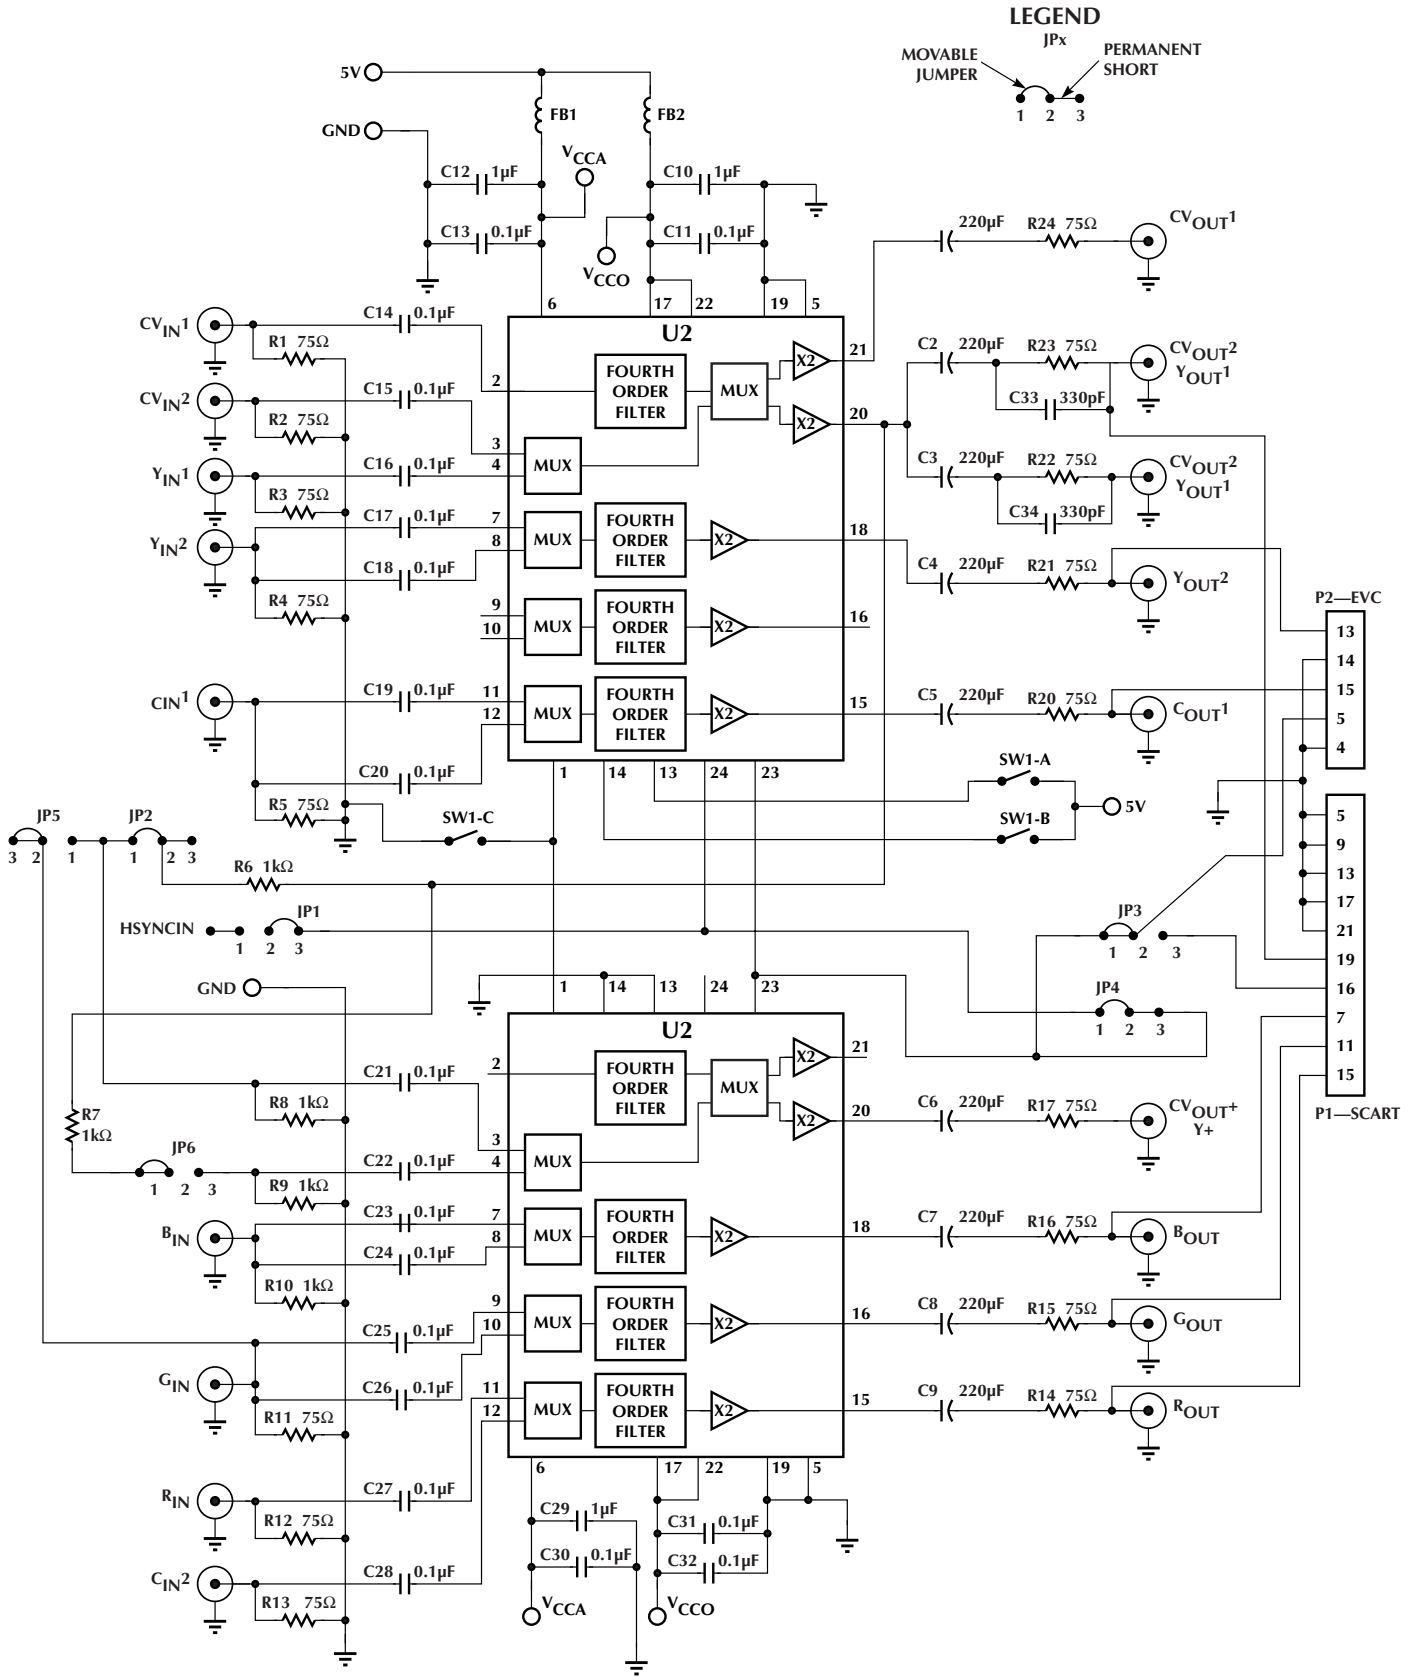 LEGEND
JPx
MOVABLE JUMPER
PERMANENT SHORT
1 2 3
5V
GND
FB1
FB2
VCCA
VCCO
C12 1µF
C10 1µF
C13 0.1µF
C11 0.1µF
6 17 22 19 5
220µF R24 75Ω
CVOUT1
CVIN1
C14 0.1µF
R1 75Ω
U2
2
FOURTH ORDER FILTER
MUX
X2
21
C2 220µF R23 75Ω
CVOUT2
YOUT1
C33 330pF
CVIN2
C15 0.1µF
R2 75Ω
X2
20
3
4
MUX
YIN1
C16 0.1µF
R3 75Ω
C3 220µF R22 75Ω
CVOUT2
YOUT1
C34 330pF
YIN2
C17 0.1µF
C18 0.1µF
R4 75Ω
7
8
MUX
FOURTH ORDER FILTER
X2
18
C4 220µF R21 75Ω
YOUT2
9
10
MUX
FOURTH ORDER FILTER
X2
16
P2—EVC
13
14
15
5
4
CIN1
C19 0.1µF
C20 0.1µF
R5 75Ω
11
12
MUX
FOURTH ORDER FILTER
X2
15
C5 220µF R20 75Ω
COUT1
1 14 13 24 23
SW1-A
SW1-B
5V
SW1-C
JP5
3 2 1
JP2
1 2 3
R6 1kΩ
HSYNCIN
1 2 3
JP1
GND
JP3
1 2 3
JP4
1 2 3
5
9
13
17
21
19
16
7
11
15
P1—SCART
1 14 13 24 23
U2
2
FOURTH ORDER FILTER
MUX
X2
21
X2
20
C21 0.1µF
R8 1kΩ
R7
1kΩ
JP6
1 2 3
3
4
MUX
C22 0.1µF
R9 1kΩ
C6 220µF R17 75Ω
CVOUT+
Y+
BIN
C23 0.1µF
C24 0.1µF
R10 1kΩ
7
8
MUX
FOURTH ORDER FILTER
X2
18
C7 220µF R16 75Ω
BOUT
GIN
C25 0.1µF
C26 0.1µF
R11 75Ω
9
10
MUX
FOURTH ORDER FILTER
X2
16
C8 220µF R15 75Ω
GOUT
11
12
MUX
FOURTH ORDER FILTER
X2
15
C9 220µF R14 75Ω
ROUT
RIN
C27 0.1µF
R12 75Ω
CIN2
C28 0.1µF
R13 75Ω
6 17 22 19 5
C29 1µF
C30 0.1µF
C31 0.1µF
C32 0.1µF
VCCA
VCCO